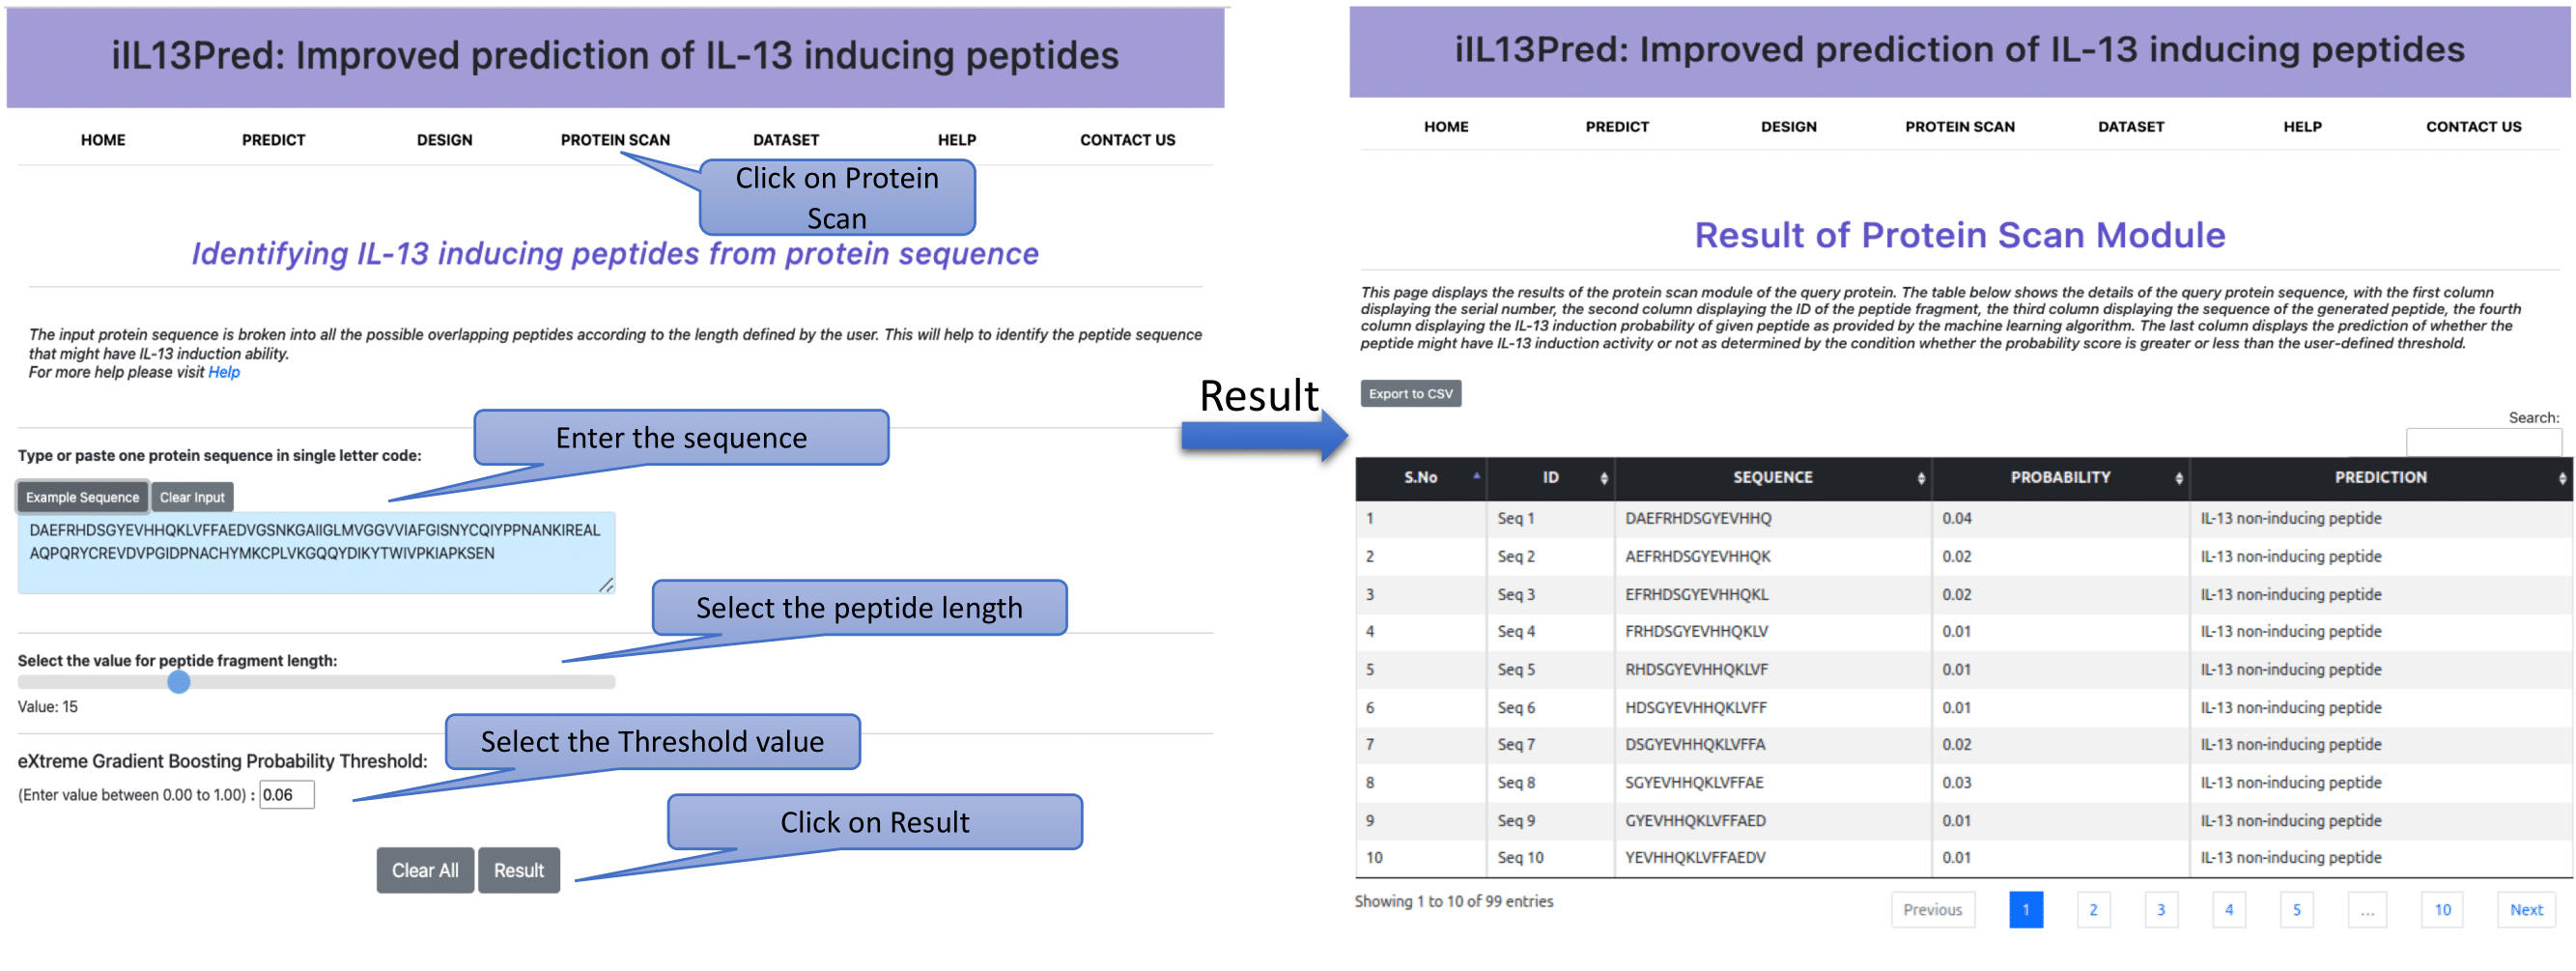 iIL13Pred: Improved prediction of IL-13 inducing peptides
HOME PREDICT DESIGN PROTEIN SCAN DATASET HELP CONTACT US
Click on Protein
Scan
Identifying IL-13 inducing peptides from protein sequence
The input protein sequence is broken into all the possible overlapping peptides according to the length defined by the user. This will help to identify the peptide sequence
that might have IL-13 induction ability.
For more help please visit Help
Enter the sequence
Type or paste one protein sequence in single letter code:
Example Sequence Clear Input
DAEFRHDSGYEVHHQKLVFFAEDVGSNKGAIIGLMVGGVVIAFGISNYCQIYPPNANKIREAL
AQPQRYCREVDVPGIDPNACHYMKCPLVKGQQYDIKYTWIVPKIAPKSEN
Select the peptide length
Select the value for peptide fragment length:
Value: 15
Select the Threshold value
eXtreme Gradient Boosting Probability Threshold:
(Enter value between 0.00 to 1.00) : 0.06
Click on Result
Clear All Result
Result
iIL13Pred: Improved prediction of IL-13 inducing peptides
HOME PREDICT DESIGN PROTEIN SCAN DATASET HELP CONTACT US
Result of Protein Scan Module
This page displays the results of the protein scan module of the query protein. The table below shows the details of the query protein sequence, with the first column
displaying the serial number, the second column displaying the ID of the peptide fragment, the third column displaying the sequence of the generated peptide, the fourth
column displaying the IL-13 induction probability of given peptide as provided by the machine learning algorithm. The last column displays the prediction of whether the
peptide might have IL-13 induction activity or not as determined by the condition whether the probability score is greater or less than the user-defined threshold.
Export to CSV
Search:
S.No ID SEQUENCE PROBABILITY PREDICTION
1 Seq 1 DAEFRHDSGYEVHHQ 0.04 IL-13 non-inducing peptide
2 Seq 2 AEFRHDSGYEVHHQK 0.02 IL-13 non-inducing peptide
3 Seq 3 EFRHDSGYEVHHQKL 0.02 IL-13 non-inducing peptide
4 Seq 4 FRHDSGYEVHHQKLV 0.01 IL-13 non-inducing peptide
5 Seq 5 RHDSGYEVHHQKLVF 0.01 IL-13 non-inducing peptide
6 Seq 6 HDSGYEVHHQKLVFF 0.01 IL-13 non-inducing peptide
7 Seq 7 DSGYEVHHQKLVFFA 0.02 IL-13 non-inducing peptide
8 Seq 8 SGYEVHHQKLVFFAE 0.03 IL-13 non-inducing peptide
9 Seq 9 GYEVHHQKLVFFAED 0.01 IL-13 non-inducing peptide
10 Seq 10 YEVHHQKLVFFAEDV 0.01 IL-13 non-inducing peptide
Showing 1 to 10 of 99 entries
Previous 1 2 3 4 5 ... 10 Next